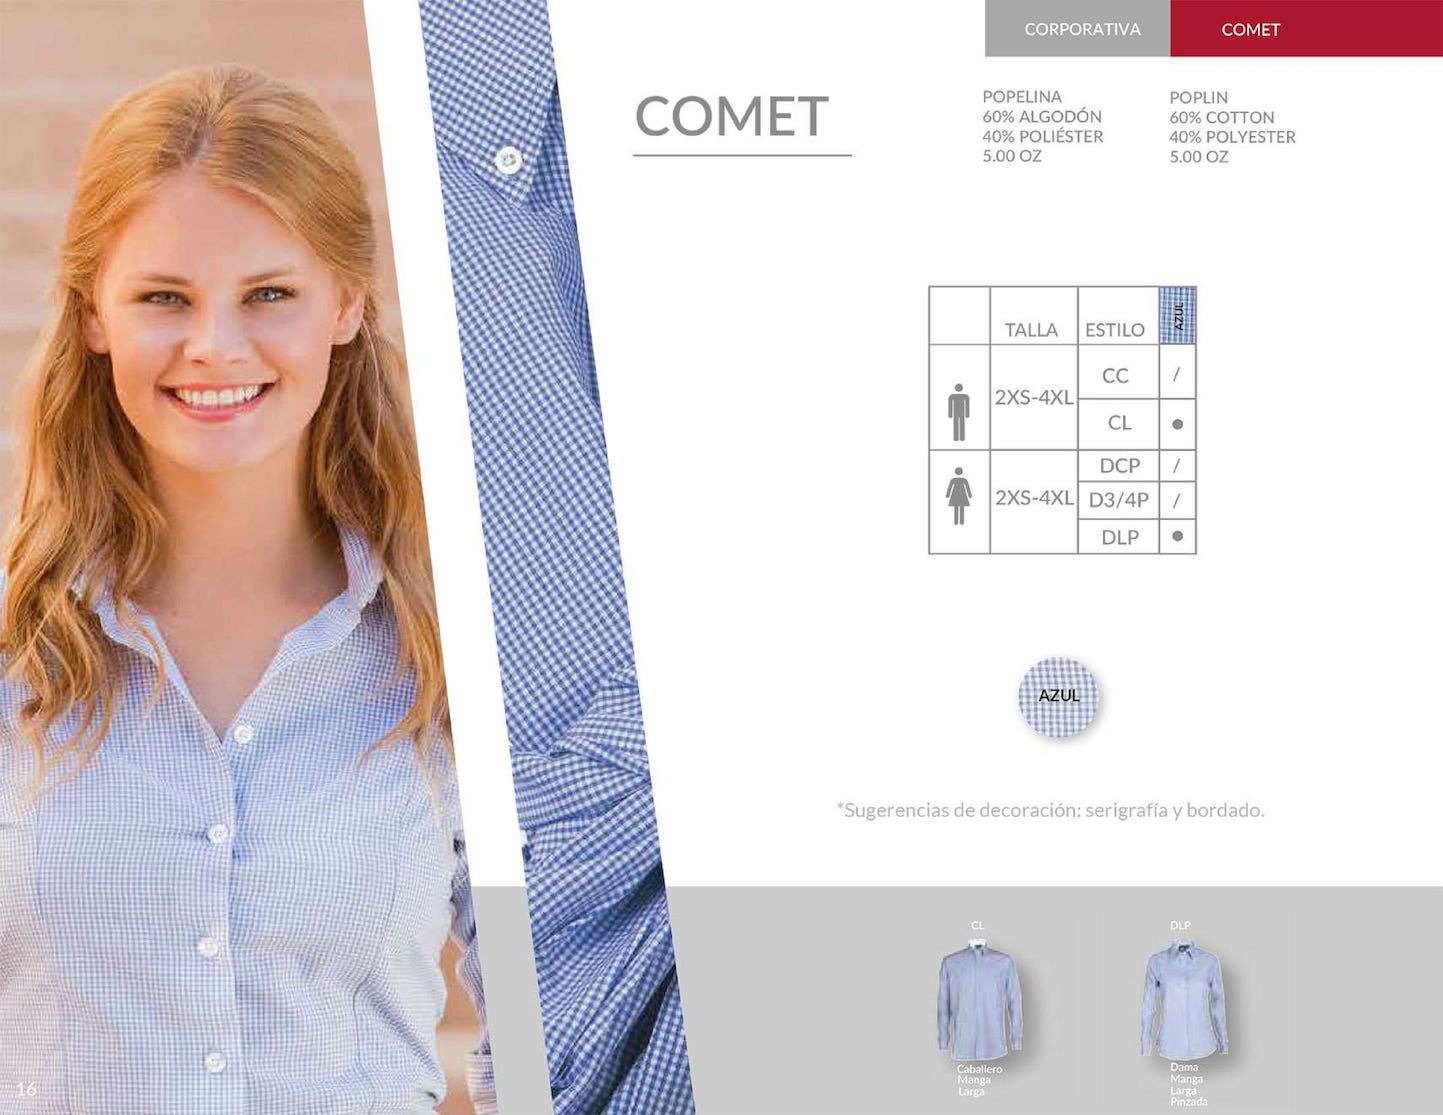 CORPORATIVA
COMET
COMET
POPELINA
60% ALGODÓN
40% POLIÉSTER
5.00 OZ
POPLIN
60% COTTON
40% POLYESTER
5.00 OZ
TALLA ESTILO AZUL
2XS-4XL
CC /
CL ●
2XS-4XL
DCP /
D3/4P /
DLP ●
AZUL
*Sugerencias de decoración: serigrafía y bordado.
CL
Caballero
Manga
Larga
DLP
Dama
Manga
Larga
Pinzada
16